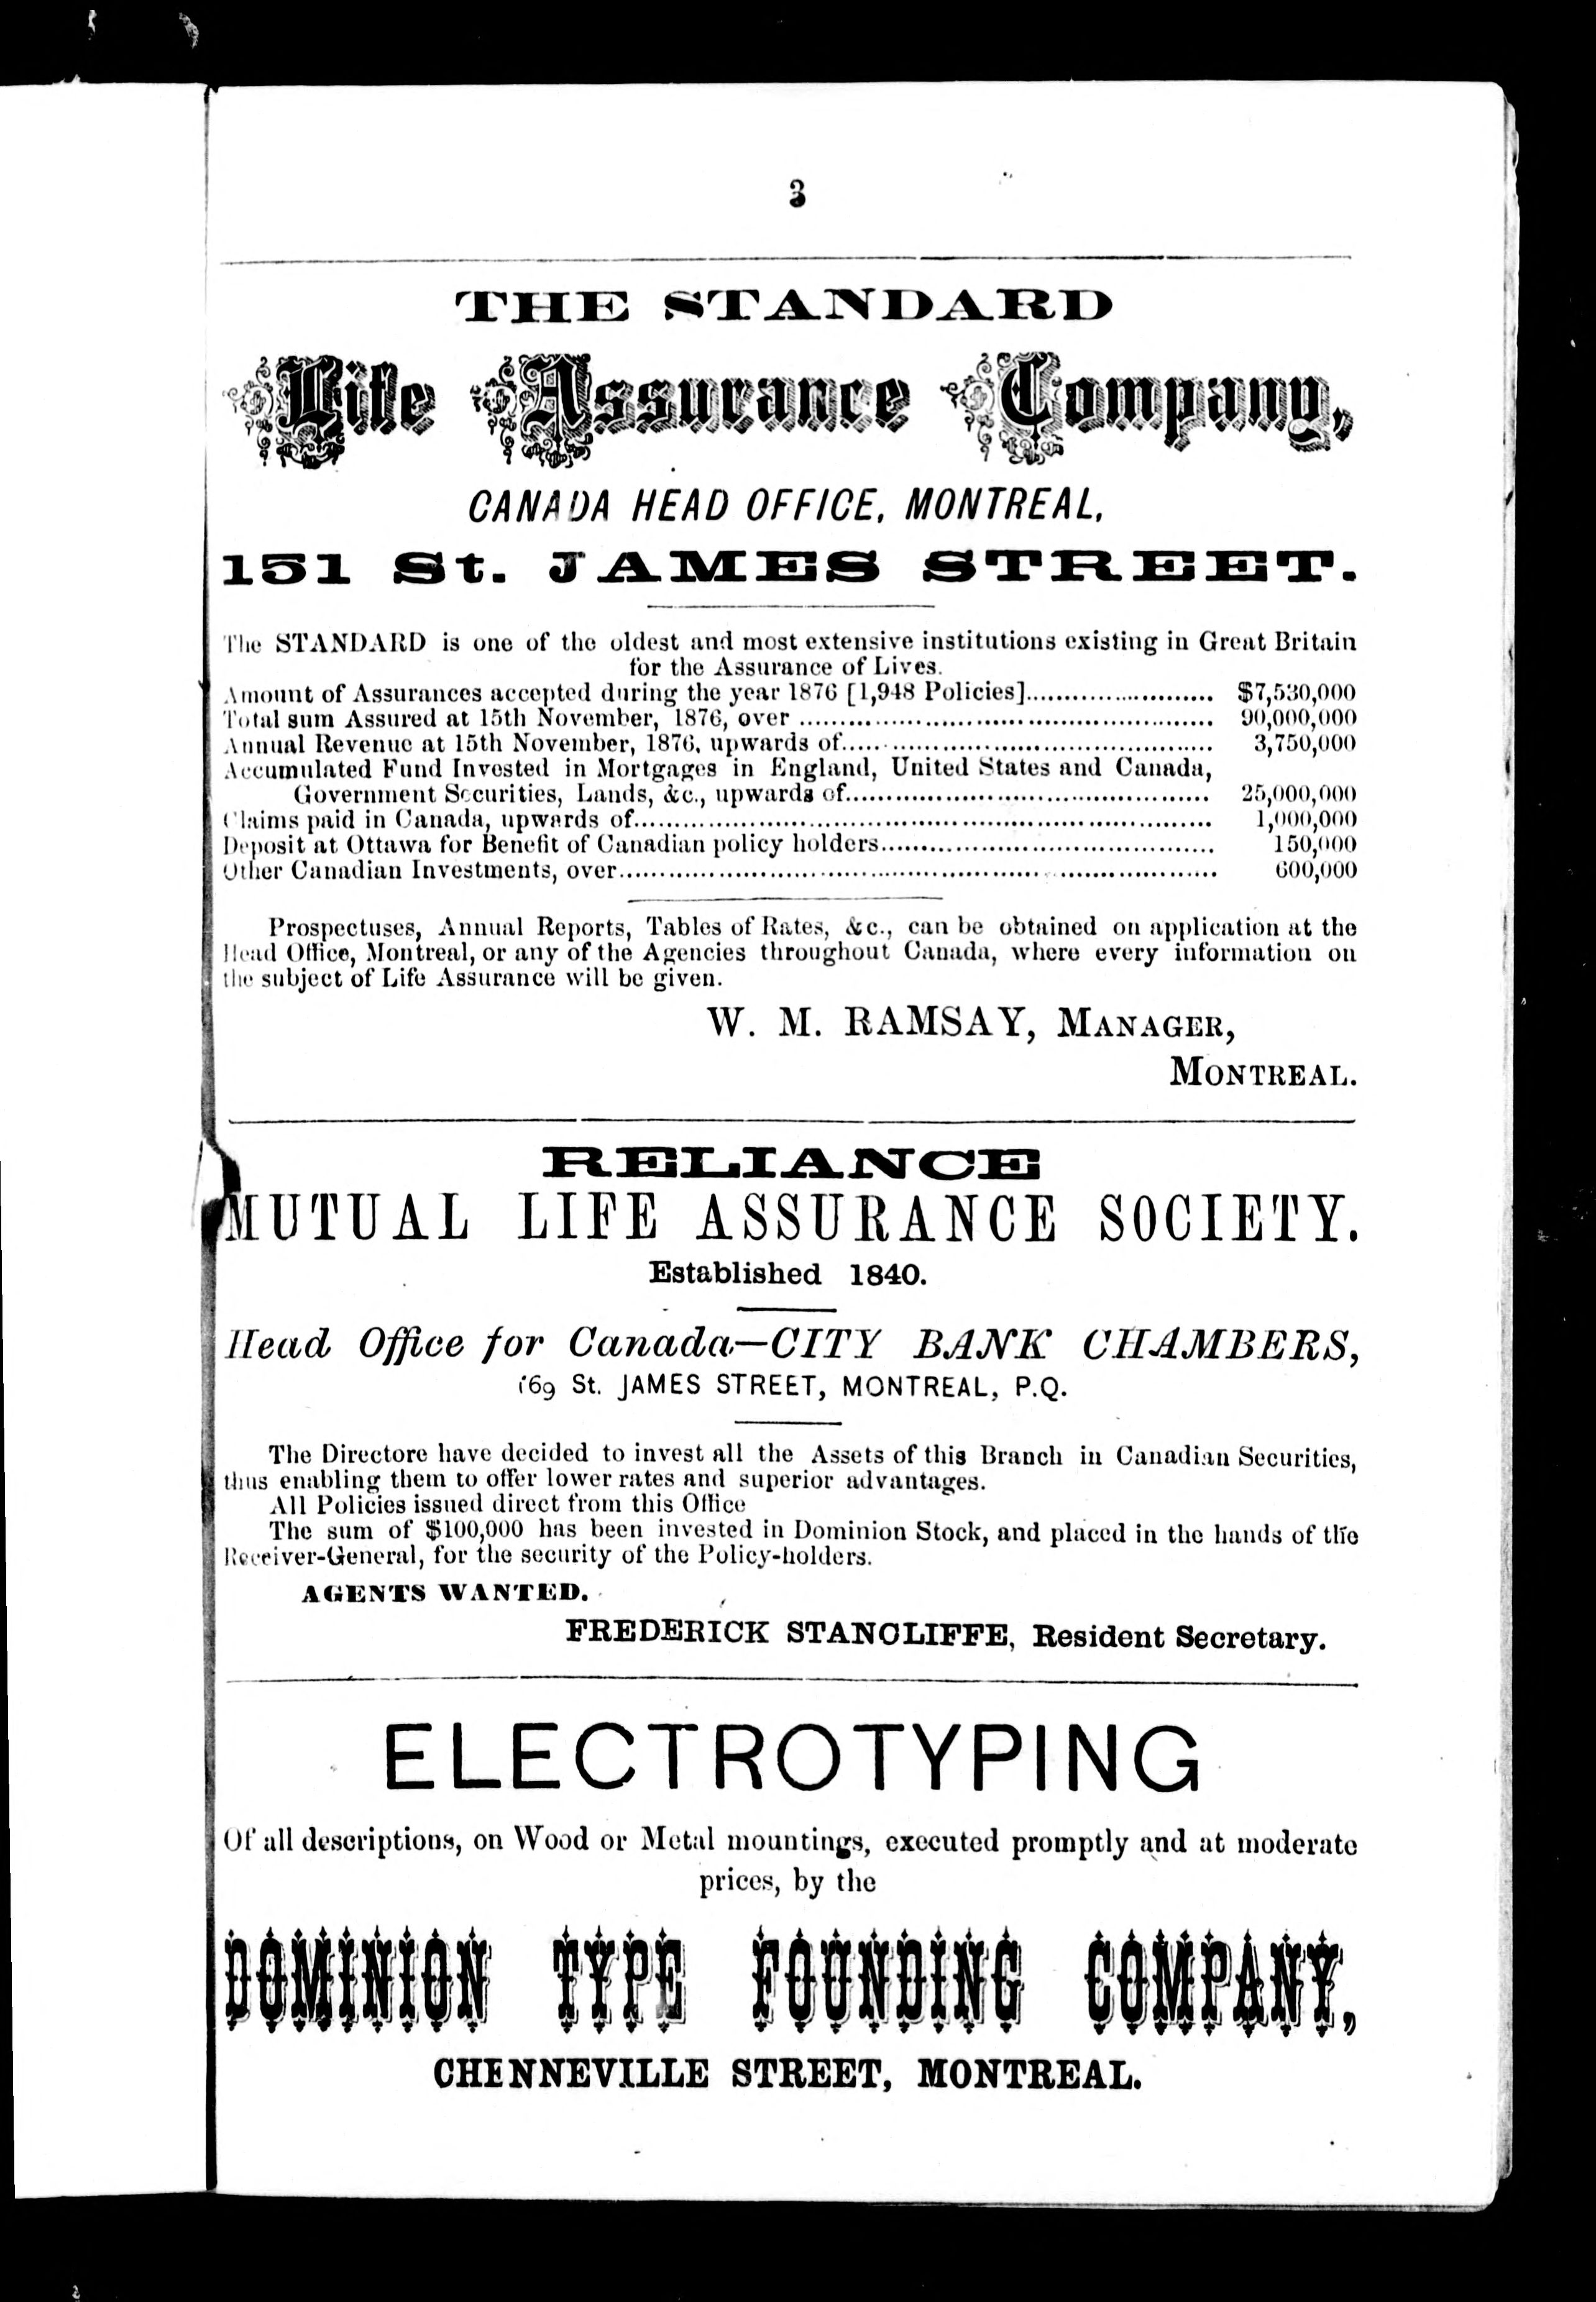 3
THE STANDARD
Life Assurance Company,
CANADA HEAD OFFICE, MONTREAL,
151 St. JAMES STREET.
The STANDARD is one of the oldest and most extensive institutions existing in Great Britain
for the Assurance of Lives.
Amount of Assurances accepted during the year 1876 [1,948 Policies]........................ $7,530,000
Total sum Assured at 15th November, 1876, over ........................ 90,000,000
Annual Revenue at 15th November, 1876, upwards of........................ 3,750,000
Accumulated Fund Invested in Mortgages in England, United States and Canada,
Government Securities, Lands, &c., upwards of........................ 25,000,000
Claims paid in Canada, upwards of........................ 1,000,000
Deposit at Ottawa for Benefit of Canadian policy holders........................ 150,000
Other Canadian Investments, over........................ 600,000
Prospectuses, Annual Reports, Tables of Rates, &c., can be obtained on application at the
Head Office, Montreal, or any of the Agencies throughout Canada, where every information on
the subject of Life Assurance will be given.
W. M. RAMSAY, MANAGER,
MONTREAL.
RELIANCE
MUTUAL LIFE ASSURANCE SOCIETY.
Established 1840.
Head Office for Canada—CITY BANK CHAMBERS,
169 St. JAMES STREET, MONTREAL, P.Q.
The Directore have decided to invest all the Assets of this Branch in Canadian Securities,
thus enabling them to offer lower rates and superior advantages.
All Policies issued direct from this Office
The sum of $100,000 has been invested in Dominion Stock, and placed in the hands of the
Receiver-General, for the security of the Policy-holders.
AGENTS WANTED.
FREDERICK STANCLIFFE, Resident Secretary.
ELECTROTYPING
Of all descriptions, on Wood or Metal mountings, executed promptly and at moderate
prices, by the
DOMINION TYPE FOUNDING COMPANY,
CHENNEVILLE STREET, MONTREAL.